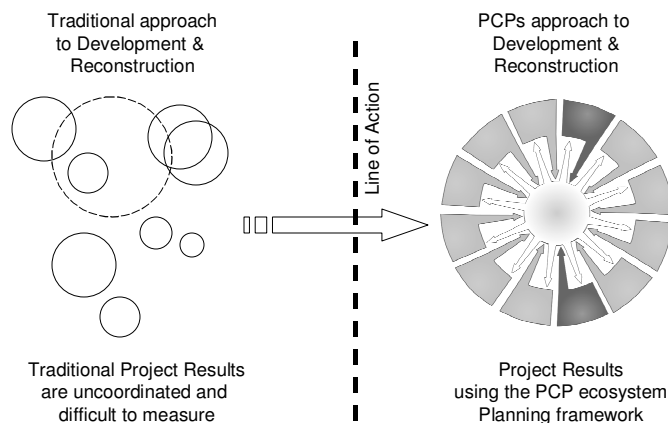 Traditional approach
to Development &
Reconstruction
Line of Action
PCPs approach to
Development &
Reconstruction
Traditional Project Results
are uncoordinated and
difficult to measure
Project Results
using the PCP ecosystem
Planning framework